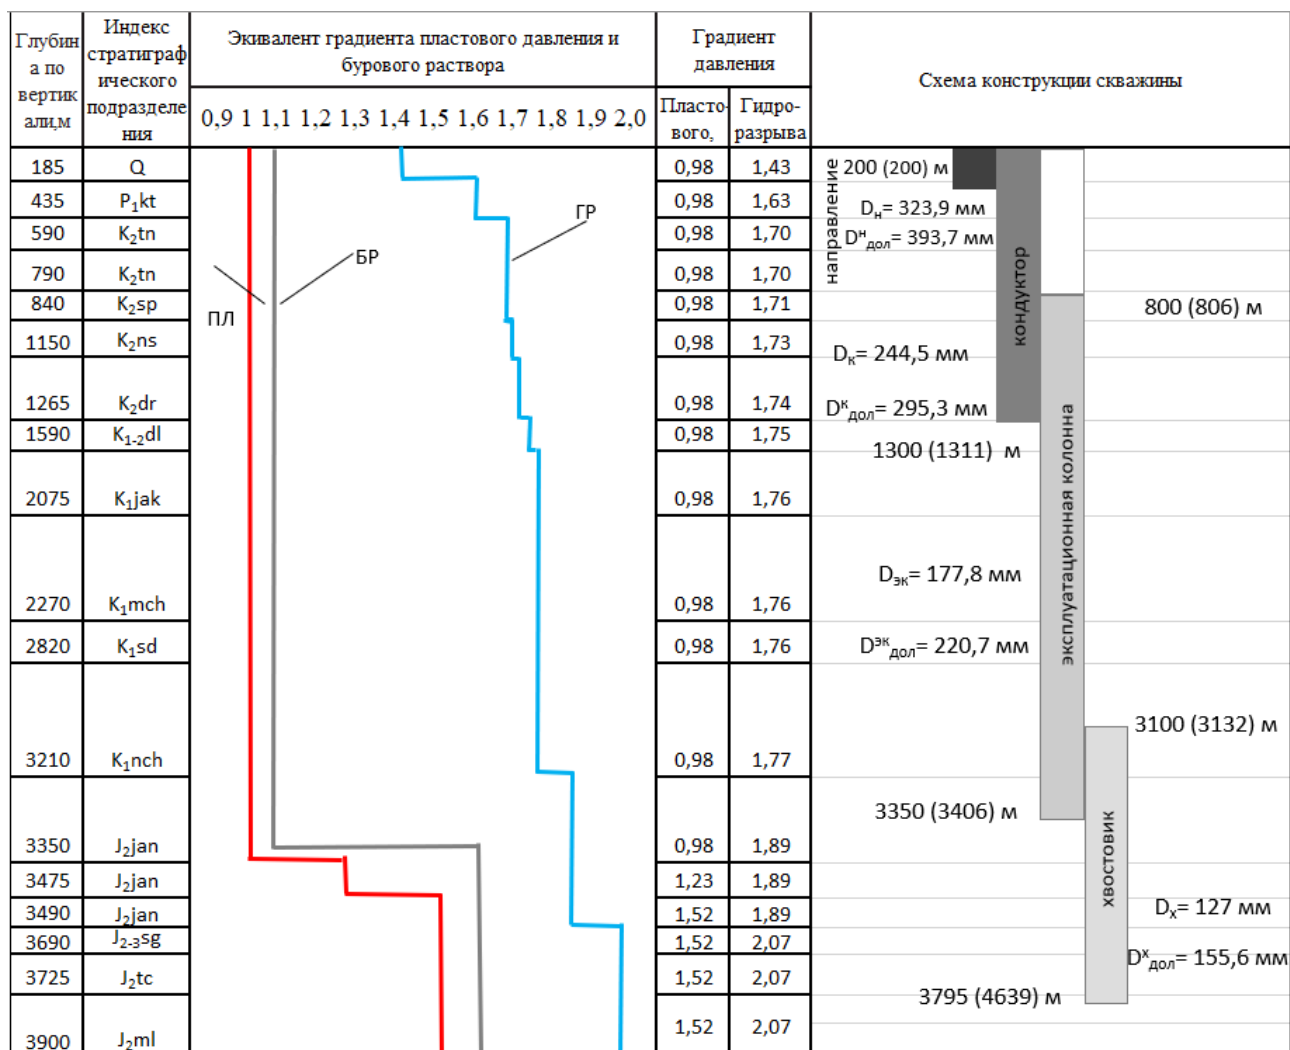 Глубин
а по
вертик
али,м
Индекс
стратиграф
ического
подразделе
ния
Экивалент градиента пластового давления и
бурового раствора
0,9 1 1,1 1,2 1,3 1,4 1,5 1,6 1,7 1,8 1,9 2,0
Градиент
давления
Пласто-
вого,
Гидро-
разрыва
Схема конструкции скважины
185 Q 0,98 1,43
435 P₁kt 0,98 1,63
590 K₂tn 0,98 1,70
790 K₂tn 0,98 1,70
840 K₂sp 0,98 1,71
1150 K₂ns 0,98 1,73
1265 K₂dr 0,98 1,74
1590 K₁₋₂dl 0,98 1,75
2075 K₁jak 0,98 1,76
2270 K₁mch 0,98 1,76
2820 K₁sd 0,98 1,76
3210 K₁nch 0,98 1,77
3350 J₂jan 0,98 1,89
3475 J₂jan 1,23 1,89
3490 J₂jan 1,52 1,89
3690 J₂₋₃sg 1,52 2,07
3725 J₂tc 1,52 2,07
3900 J₂ml 1,52 2,07
ПЛ
БР
ГР
направление
200 (200) м
Dн= 323,9 мм
Dндол= 393,7 мм
кондуктор
800 (806) м
Dк= 244,5 мм
Dкдол= 295,3 мм
1300 (1311) м
эксплуатационная колонна
Dэк= 177,8 мм
Dэкдол= 220,7 мм
3100 (3132) м
3350 (3406) м
хвостовик
Dх= 127 мм
Dхдол= 155,6 мм
3795 (4639) м